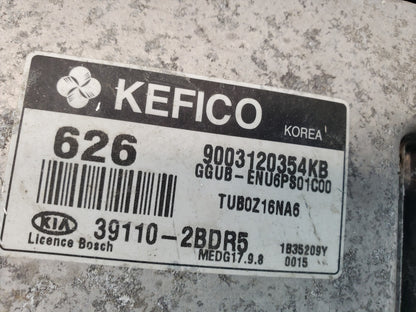 KEFICO
KOREA
626
9003120354KB
GGUB-ENU6PS01C00
TUB0Z16NA6
KIA
39110-2BDR5
Licence Bosch
MEDG17.9.8
1B35209Y
0015